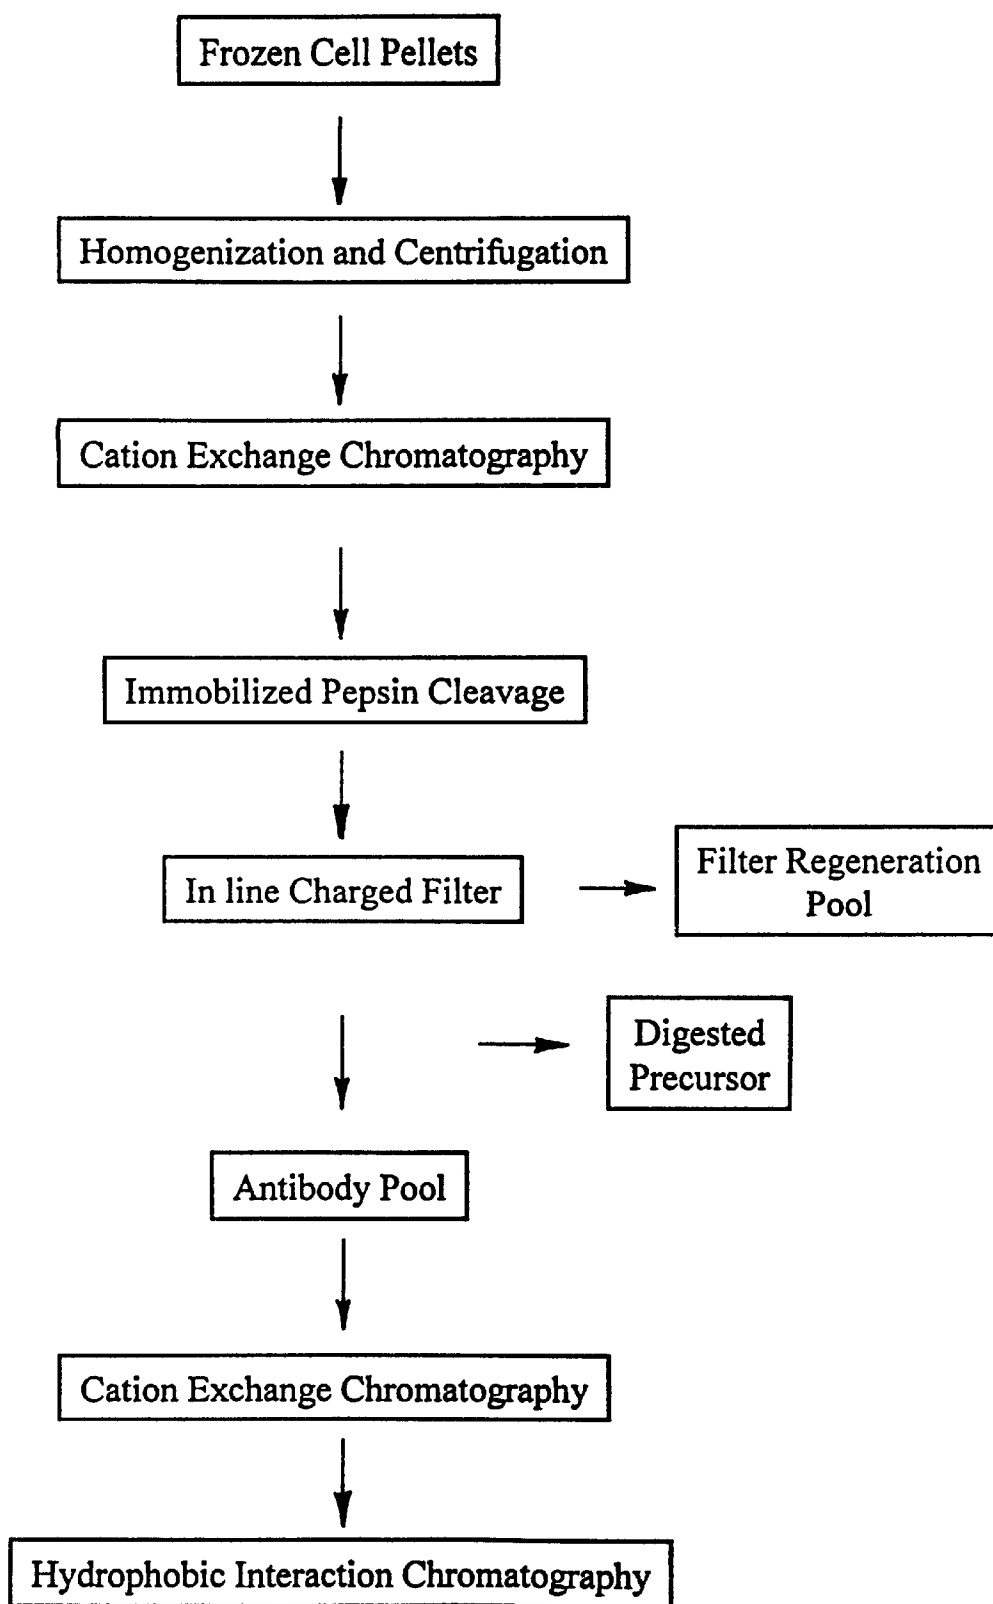 Frozen Cell Pellets
Homogenization and Centrifugation
Cation Exchange Chromatography
Immobilized Pepsin Cleavage
In line Charged Filter
Filter Regeneration
Pool
Digested
Precursor
Antibody Pool
Cation Exchange Chromatography
Hydrophobic Interaction Chromatography